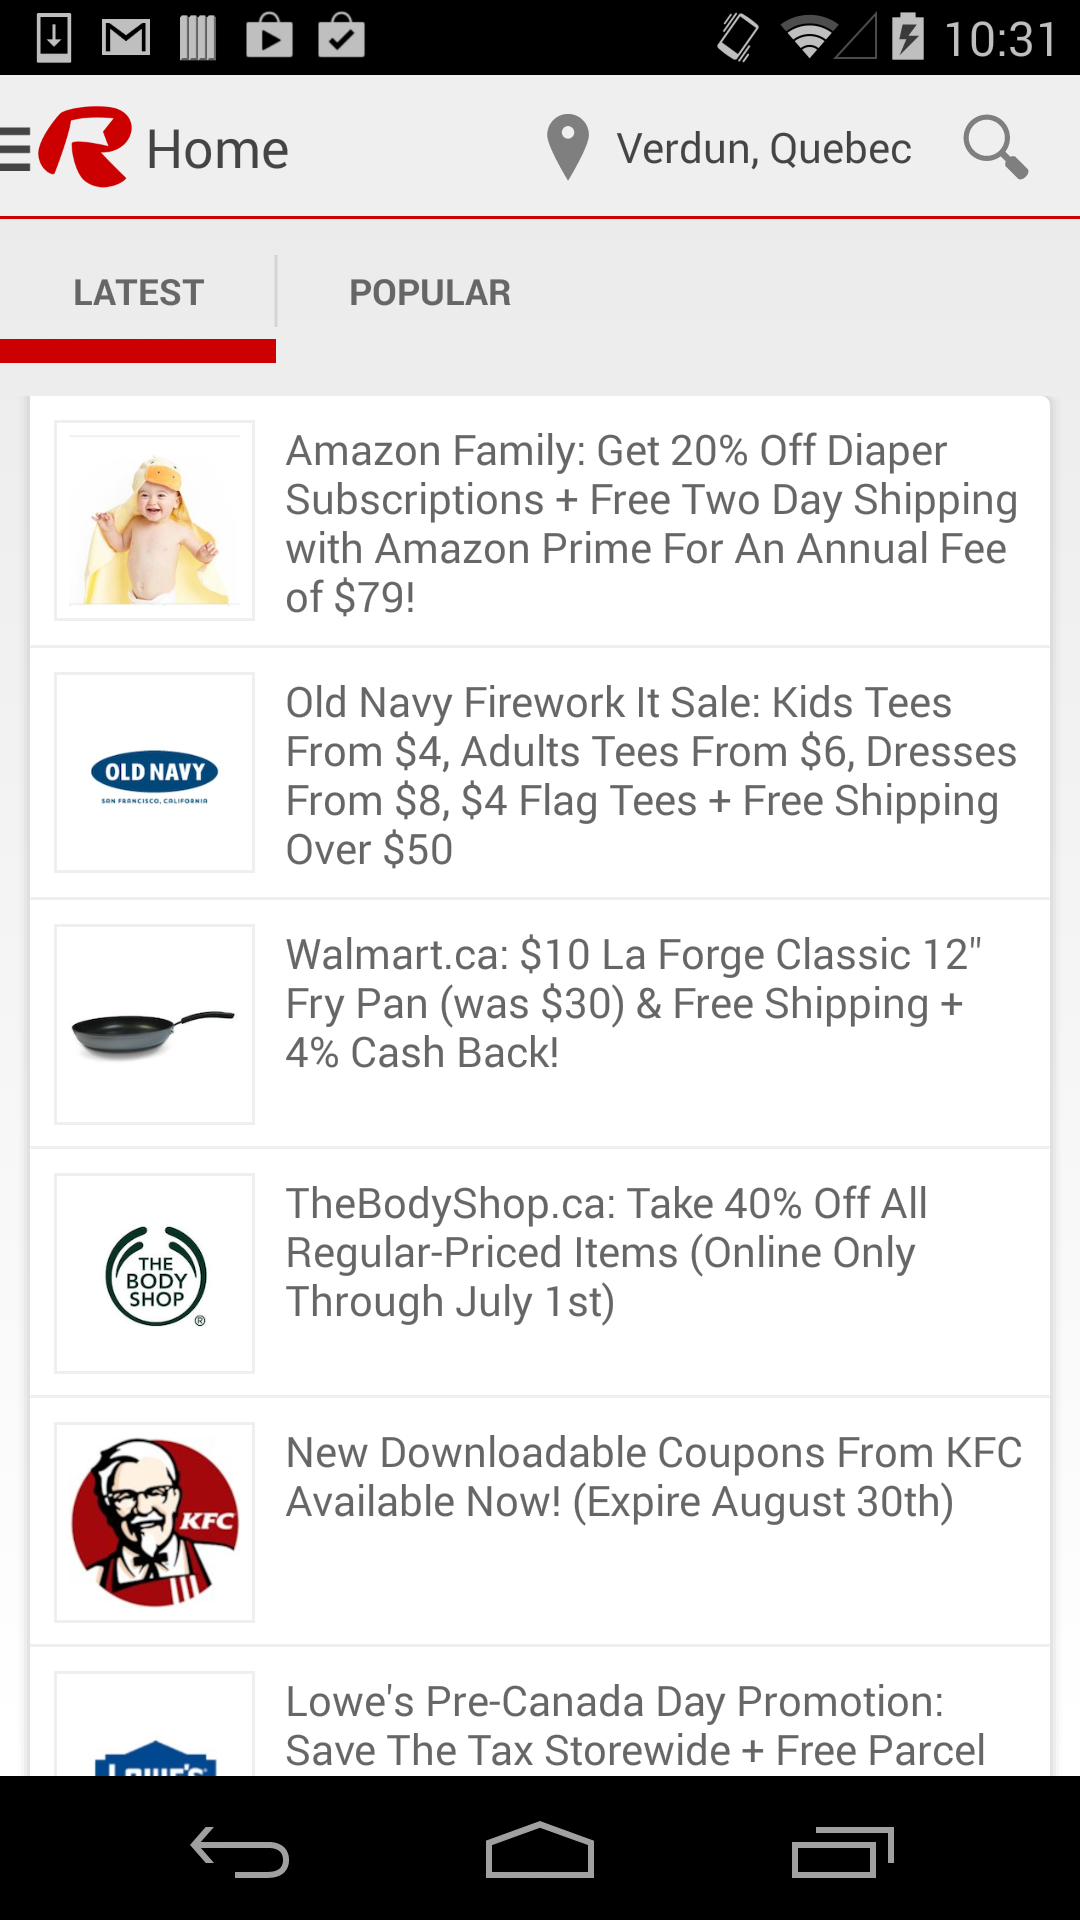 10:31
Home
Verdun, Quebec
LATEST
POPULAR
Amazon Family: Get 20% Off Diaper
Subscriptions + Free Two Day Shipping
with Amazon Prime For An Annual Fee
of $79!
OLD NAVY
SAN FRANCISCO, CALIFORNIA
Old Navy Firework It Sale: Kids Tees
From $4, Adults Tees From $6, Dresses
From $8, $4 Flag Tees + Free Shipping
Over $50
Walmart.ca: $10 La Forge Classic 12"
Fry Pan (was $30) & Free Shipping +
4% Cash Back!
THE
BODY
SHOP
®
TheBodyShop.ca: Take 40% Off All
Regular-Priced Items (Online Only
Through July 1st)
KFC
New Downloadable Coupons From KFC
Available Now! (Expire August 30th)
LOWE'S
Lowe's Pre-Canada Day Promotion:
Save The Tax Storewide + Free Parcel